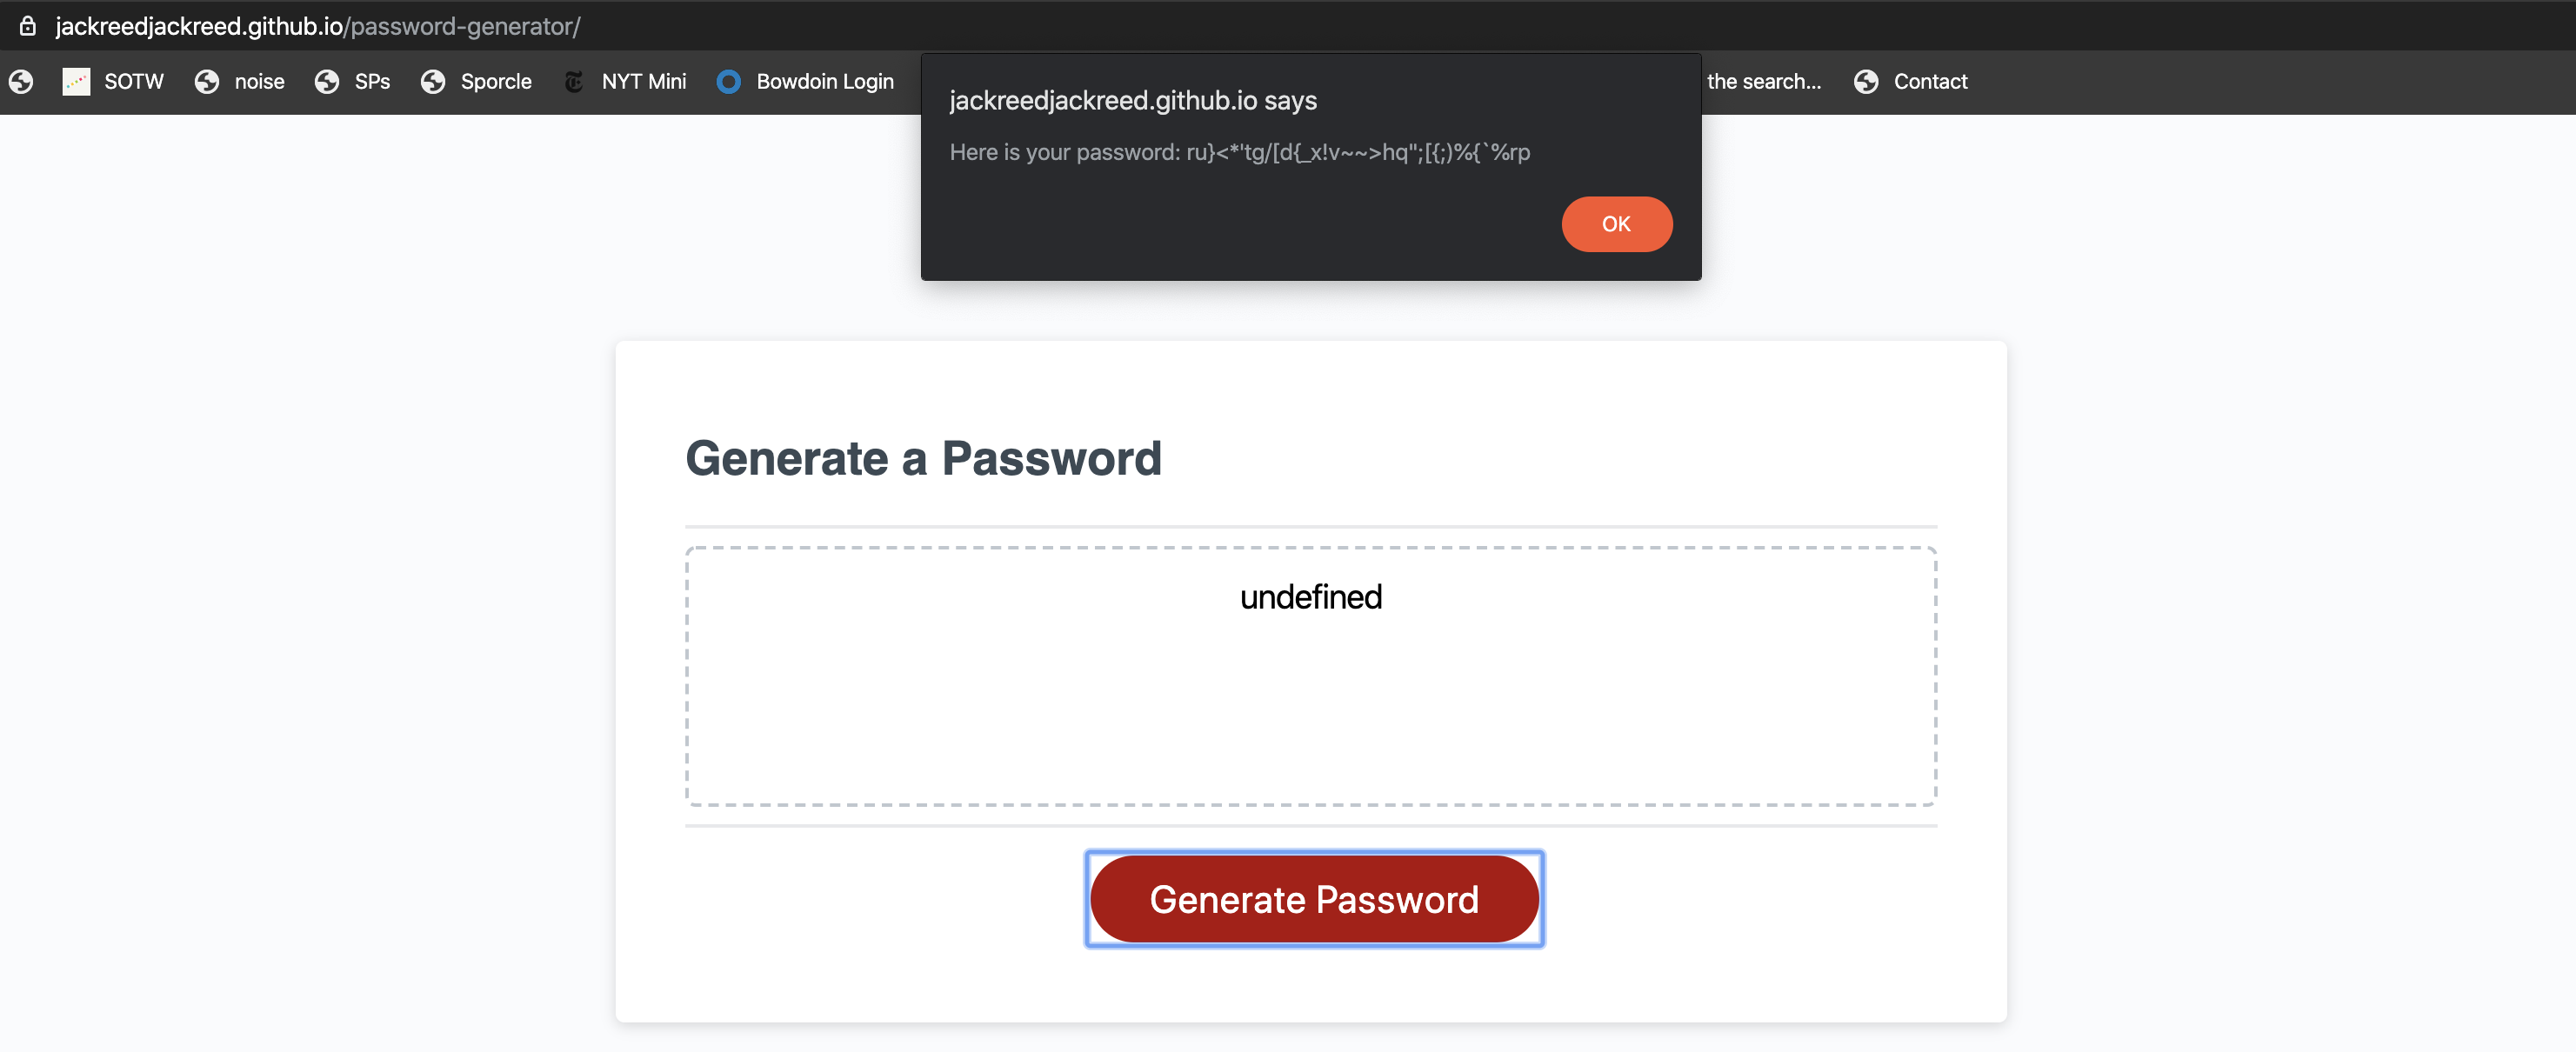 jackreedjackreed.github.io/password-generator/
SOTW noise SPs Sporcle NYT Mini Bowdoin Login the search... Contact
jackreedjackreed.github.io says
Here is your password: ru}<*'tg/[d{_x!v~~>hq";[{;)%{`%rp
OK
Generate a Password
undefined
Generate Password